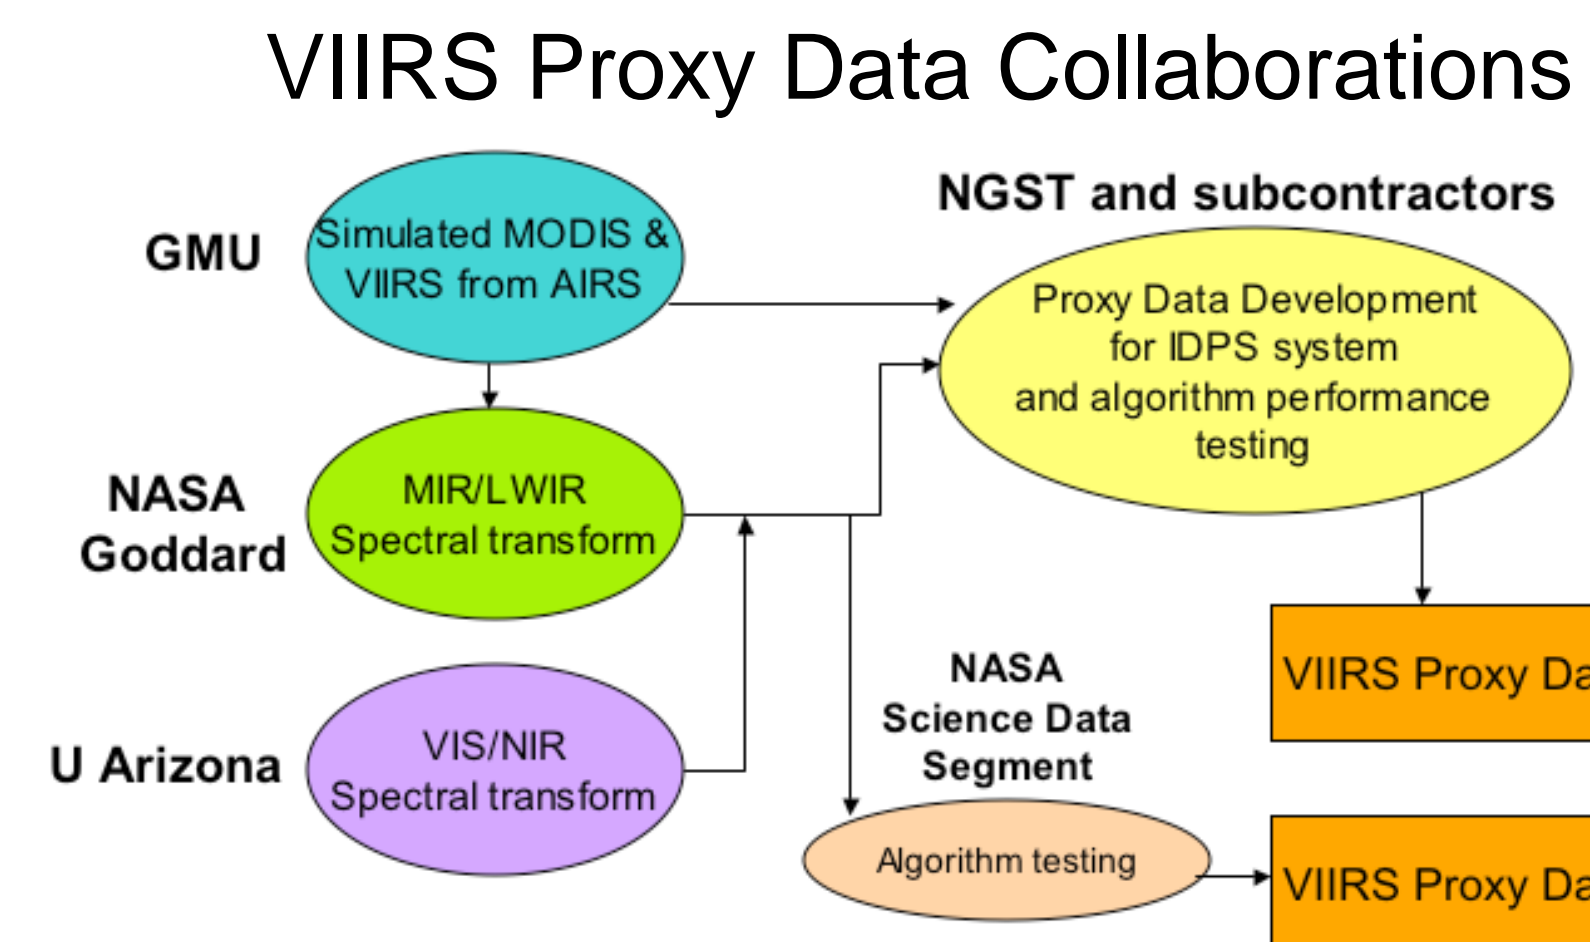 VIIRS Proxy Data Collaborations
GMU
Simulated MODIS &
VIIRS from AIRS
NGST and subcontractors
Proxy Data Development
for IDPS system
and algorithm performance
testing
NASA
Goddard
MIR/LWIR
Spectral transform
U Arizona
VIS/NIR
Spectral transform
NASA
Science Data
Segment
Algorithm testing
VIIRS Proxy
VIIRS Proxy